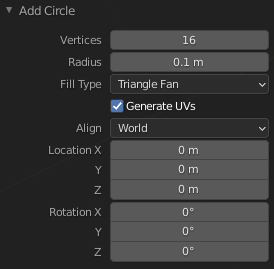 Add Circle
Vertices 16
Radius 0.1 m
Fill Type Triangle Fan
Generate UVs
Align World
Location X 0 m
Y 0 m
Z 0 m
Rotation X 0°
Y 0°
Z 0°